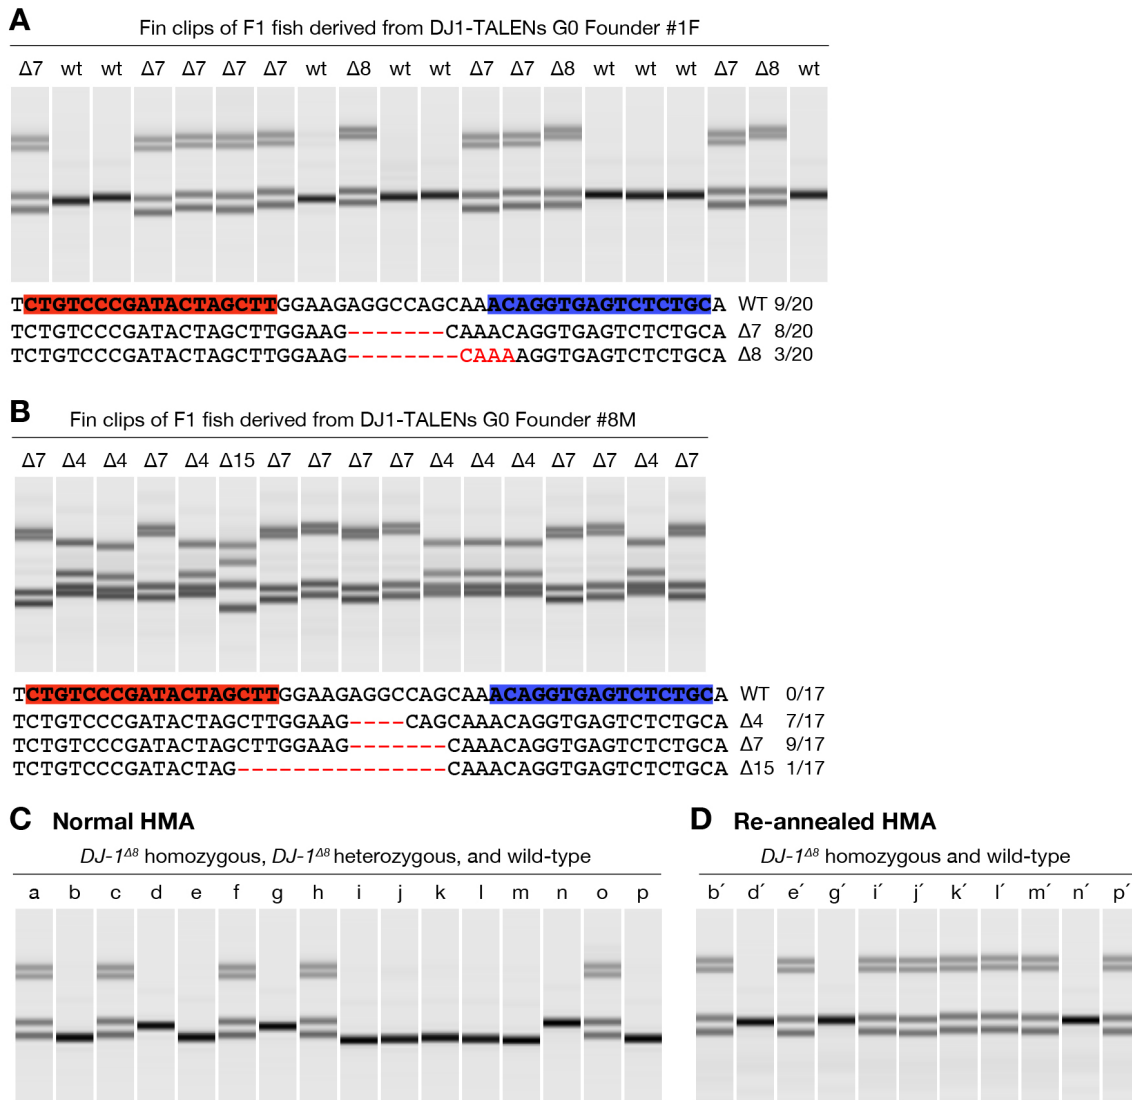 A
Fin clips of F1 fish derived from DJ1-TALENs G0 Founder #1F
Δ7 wt wt Δ7 Δ7 Δ7 Δ7 wt Δ8 wt wt Δ7 Δ7 Δ8 wt wt wt Δ7 Δ8 wt
TCTGTCCCGATACTAGCTTGGAAGAGGCCAGCAAACAGGTGAGTCTCTGCA WT 9/20
TCTGTCCCGATACTAGCTTGGAAG-------CAAACAGGTGAGTCTCTGCA Δ7 8/20
TCTGTCCCGATACTAGCTTGGAAG--------CAAAAGGTGAGTCTCTGCA Δ8 3/20
B
Fin clips of F1 fish derived from DJ1-TALENs G0 Founder #8M
Δ7 Δ4 Δ4 Δ7 Δ4 Δ15 Δ7 Δ7 Δ7 Δ7 Δ4 Δ4 Δ4 Δ7 Δ7 Δ4 Δ7
TCTGTCCCGATACTAGCTTGGAAGAGGCCAGCAAACAGGTGAGTCTCTGCA WT 0/17
TCTGTCCCGATACTAGCTTGGAAG----CAGCAAACAGGTGAGTCTCTGCA Δ4 7/17
TCTGTCCCGATACTAGCTTGGAAG-------CAAACAGGTGAGTCTCTGCA Δ7 9/17
TCTGTCCCGATACTAG---------------CAAACAGGTGAGTCTCTGCA Δ15 1/17
C Normal HMA
DJ-1Δ8 homozygous, DJ-1Δ8 heterozygous, and wild-type
a b c d e f g h i j k l m n o p
D Re-annealed HMA
DJ-1Δ8 homozygous and wild-type
b´ d´ e´ g´ i´ j´ k´ l´ m´ n´ p´